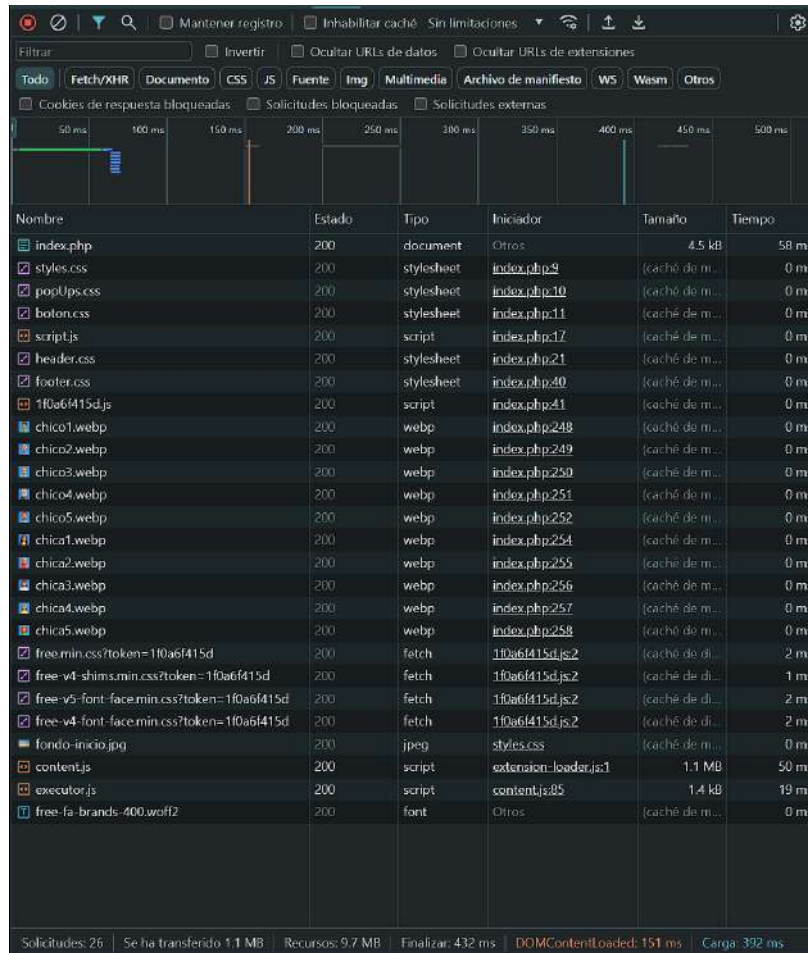 Mantener registro Inhabilitar caché Sin limitaciones
Filtrar Invertir Ocultar URLs de datos Ocultar URLs de extensiones
Todo Fetch/XHR Documento CSS JS Fuente Img Multimedia Archivo de manifiesto WS Wasm Otros
Cookies de respuesta bloqueadas Solicitudes bloqueadas Solicitudes externas
50 ms 100 ms 150 ms 200 ms 250 ms 300 ms 350 ms 400 ms 450 ms 500 ms
Nombre Estado Tipo Iniciador Tamaño Tiempo
index.php 200 document Otros 4.5 kB 58 m
styles.css 200 stylesheet index.php:9 (caché de m... 0 m
popUps.css 200 stylesheet index.php:10 (caché de m... 0 m
boton.css 200 stylesheet index.php:11 (caché de m... 0 m
script.js 200 script index.php:17 (caché de m... 0 m
header.css 200 stylesheet index.php:21 (caché de m... 0 m
footer.css 200 stylesheet index.php:40 (caché de m... 0 m
1f0a6f415d.js 200 script index.php:41 (caché de m... 0 m
chico1.webp 200 webp index.php:248 (caché de m... 0 m
chico2.webp 200 webp index.php:249 (caché de m... 0 m
chico3.webp 200 webp index.php:250 (caché de m... 0 m
chico4.webp 200 webp index.php:251 (caché de m... 0 m
chico5.webp 200 webp index.php:252 (caché de m... 0 m
chica1.webp 200 webp index.php:254 (caché de m... 0 m
chica2.webp 200 webp index.php:255 (caché de m... 0 m
chica3.webp 200 webp index.php:256 (caché de m... 0 m
chica4.webp 200 webp index.php:257 (caché de m... 0 m
chica5.webp 200 webp index.php:258 (caché de m... 0 m
free.min.css?token=1f0a6f415d 200 fetch 1f0a6f415d.js:2 (caché de di... 2 m
free-v4-shims.min.css?token=1f0a6f415d 200 fetch 1f0a6f415d.js:2 (caché de di... 1 m
free-v5-font-face.min.css?token=1f0a6f415d 200 fetch 1f0a6f415d.js:2 (caché de di... 2 m
free-v4-font-face.min.css?token=1f0a6f415d 200 fetch 1f0a6f415d.js:2 (caché de di... 2 m
fondo-inicio.jpg 200 jpeg styles.css (caché de m... 0 m
content.js 200 script extension-loader.js:1 1.1 MB 50 m
executor.js 200 script content.js:85 1.4 kB 19 m
free-fa-brands-400.woff2 200 font Otros (caché de m... 0 m
Solicitudes: 26 Se ha transferido 1.1 MB Recursos: 9.7 MB Finalizar: 432 ms DOMContentLoaded: 151 ms Carga: 392 ms